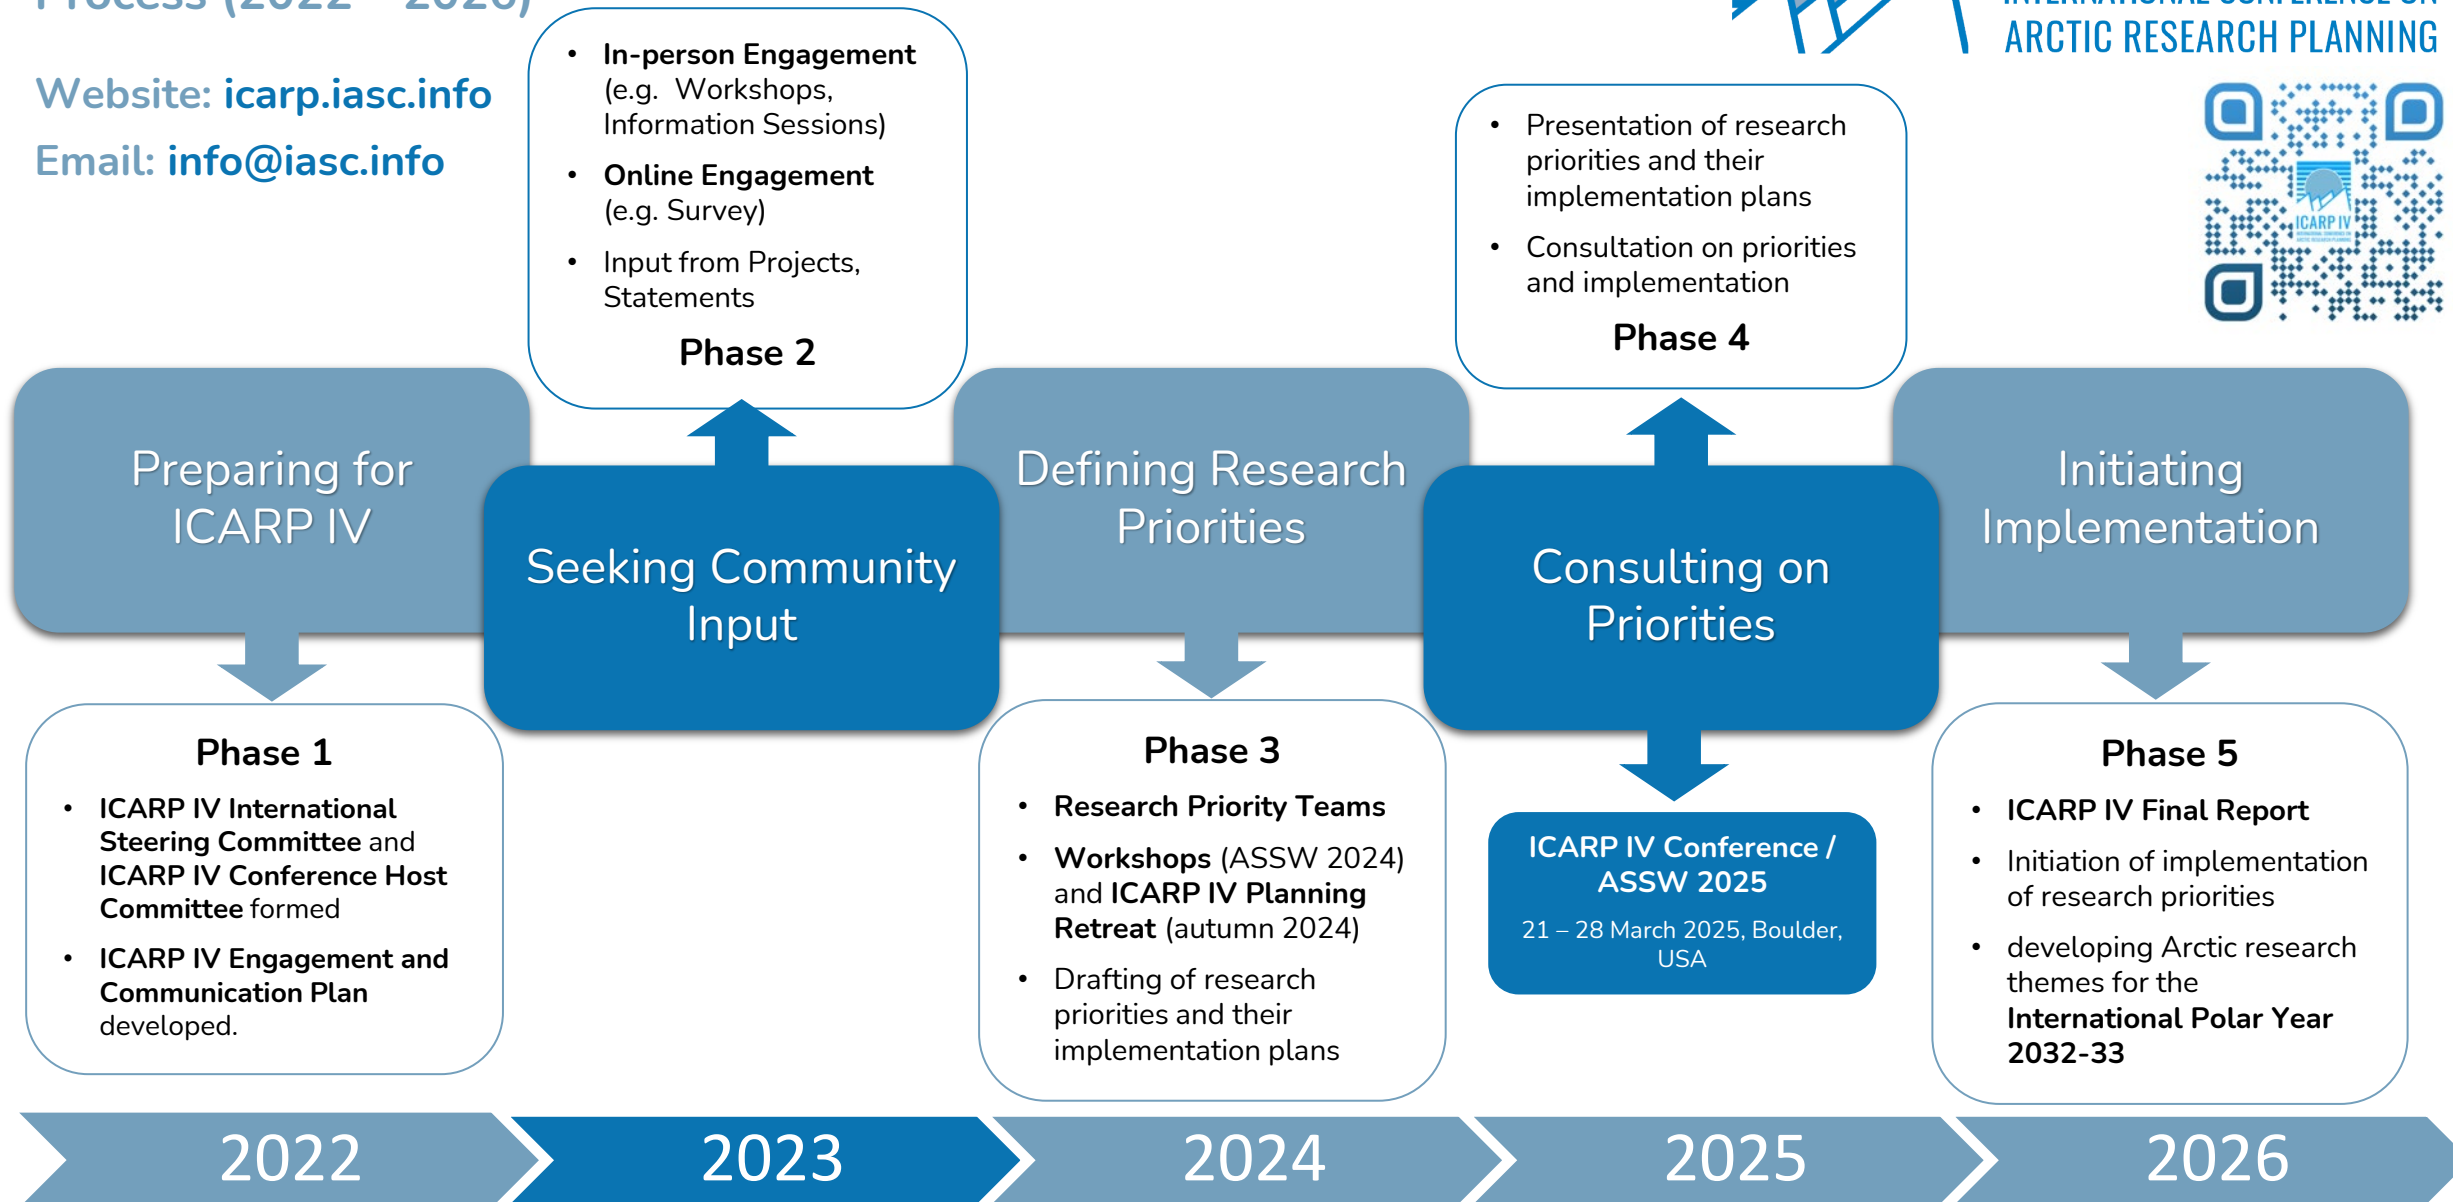 Process (2022 – 2026)
Website: icarp.iasc.info
Email: info@iasc.info
INTERNATIONAL CONFERENCE ON
ARCTIC RESEARCH PLANNING
ICARP IV
• In-person Engagement
(e.g. Workshops,
Information Sessions)
• Online Engagement
(e.g. Survey)
• Input from Projects,
Statements
Phase 2
• Presentation of research
priorities and their
implementation plans
• Consultation on priorities
and implementation
Phase 4
Preparing for
ICARP IV
Seeking Community
Input
Defining Research
Priorities
Consulting on
Priorities
Initiating
Implementation
Phase 1
• ICARP IV International
Steering Committee and
ICARP IV Conference Host
Committee formed
• ICARP IV Engagement and
Communication Plan
developed.
Phase 3
• Research Priority Teams
• Workshops (ASSW 2024)
and ICARP IV Planning
Retreat (autumn 2024)
• Drafting of research
priorities and their
implementation plans
ICARP IV Conference /
ASSW 2025
21 – 28 March 2025, Boulder,
USA
Phase 5
• ICARP IV Final Report
• Initiation of implementation
of research priorities
• developing Arctic research
themes for the
International Polar Year
2032-33
2022
2023
2024
2025
2026